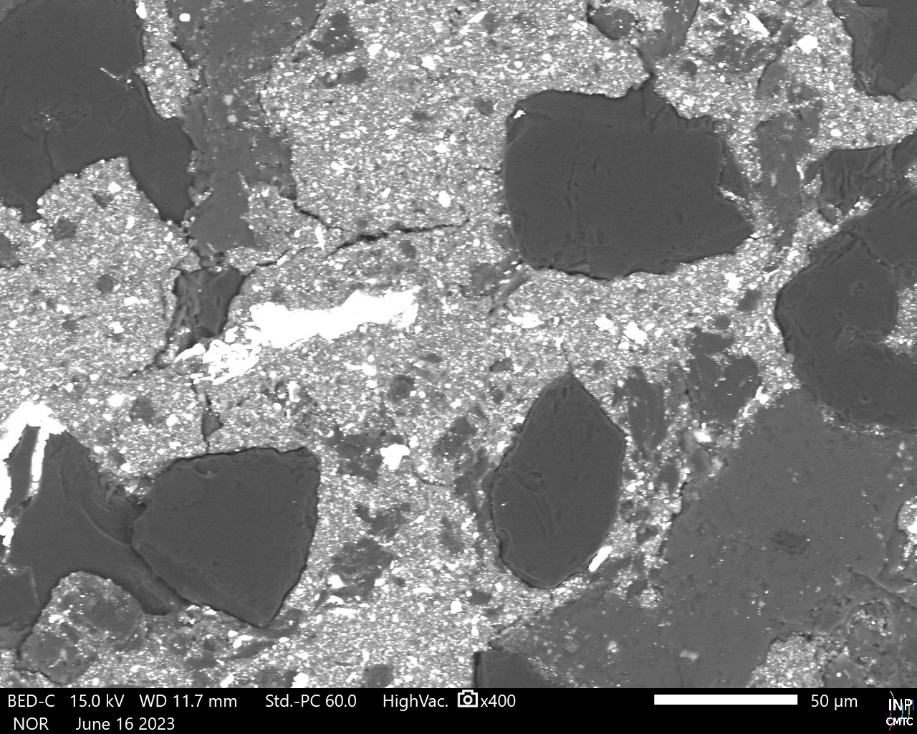 BED-C 15.0 kV WD 11.7 mm Std.-PC 60.0 HighVac. x400 50 µm INP
NOR June 16 2023 CMTC